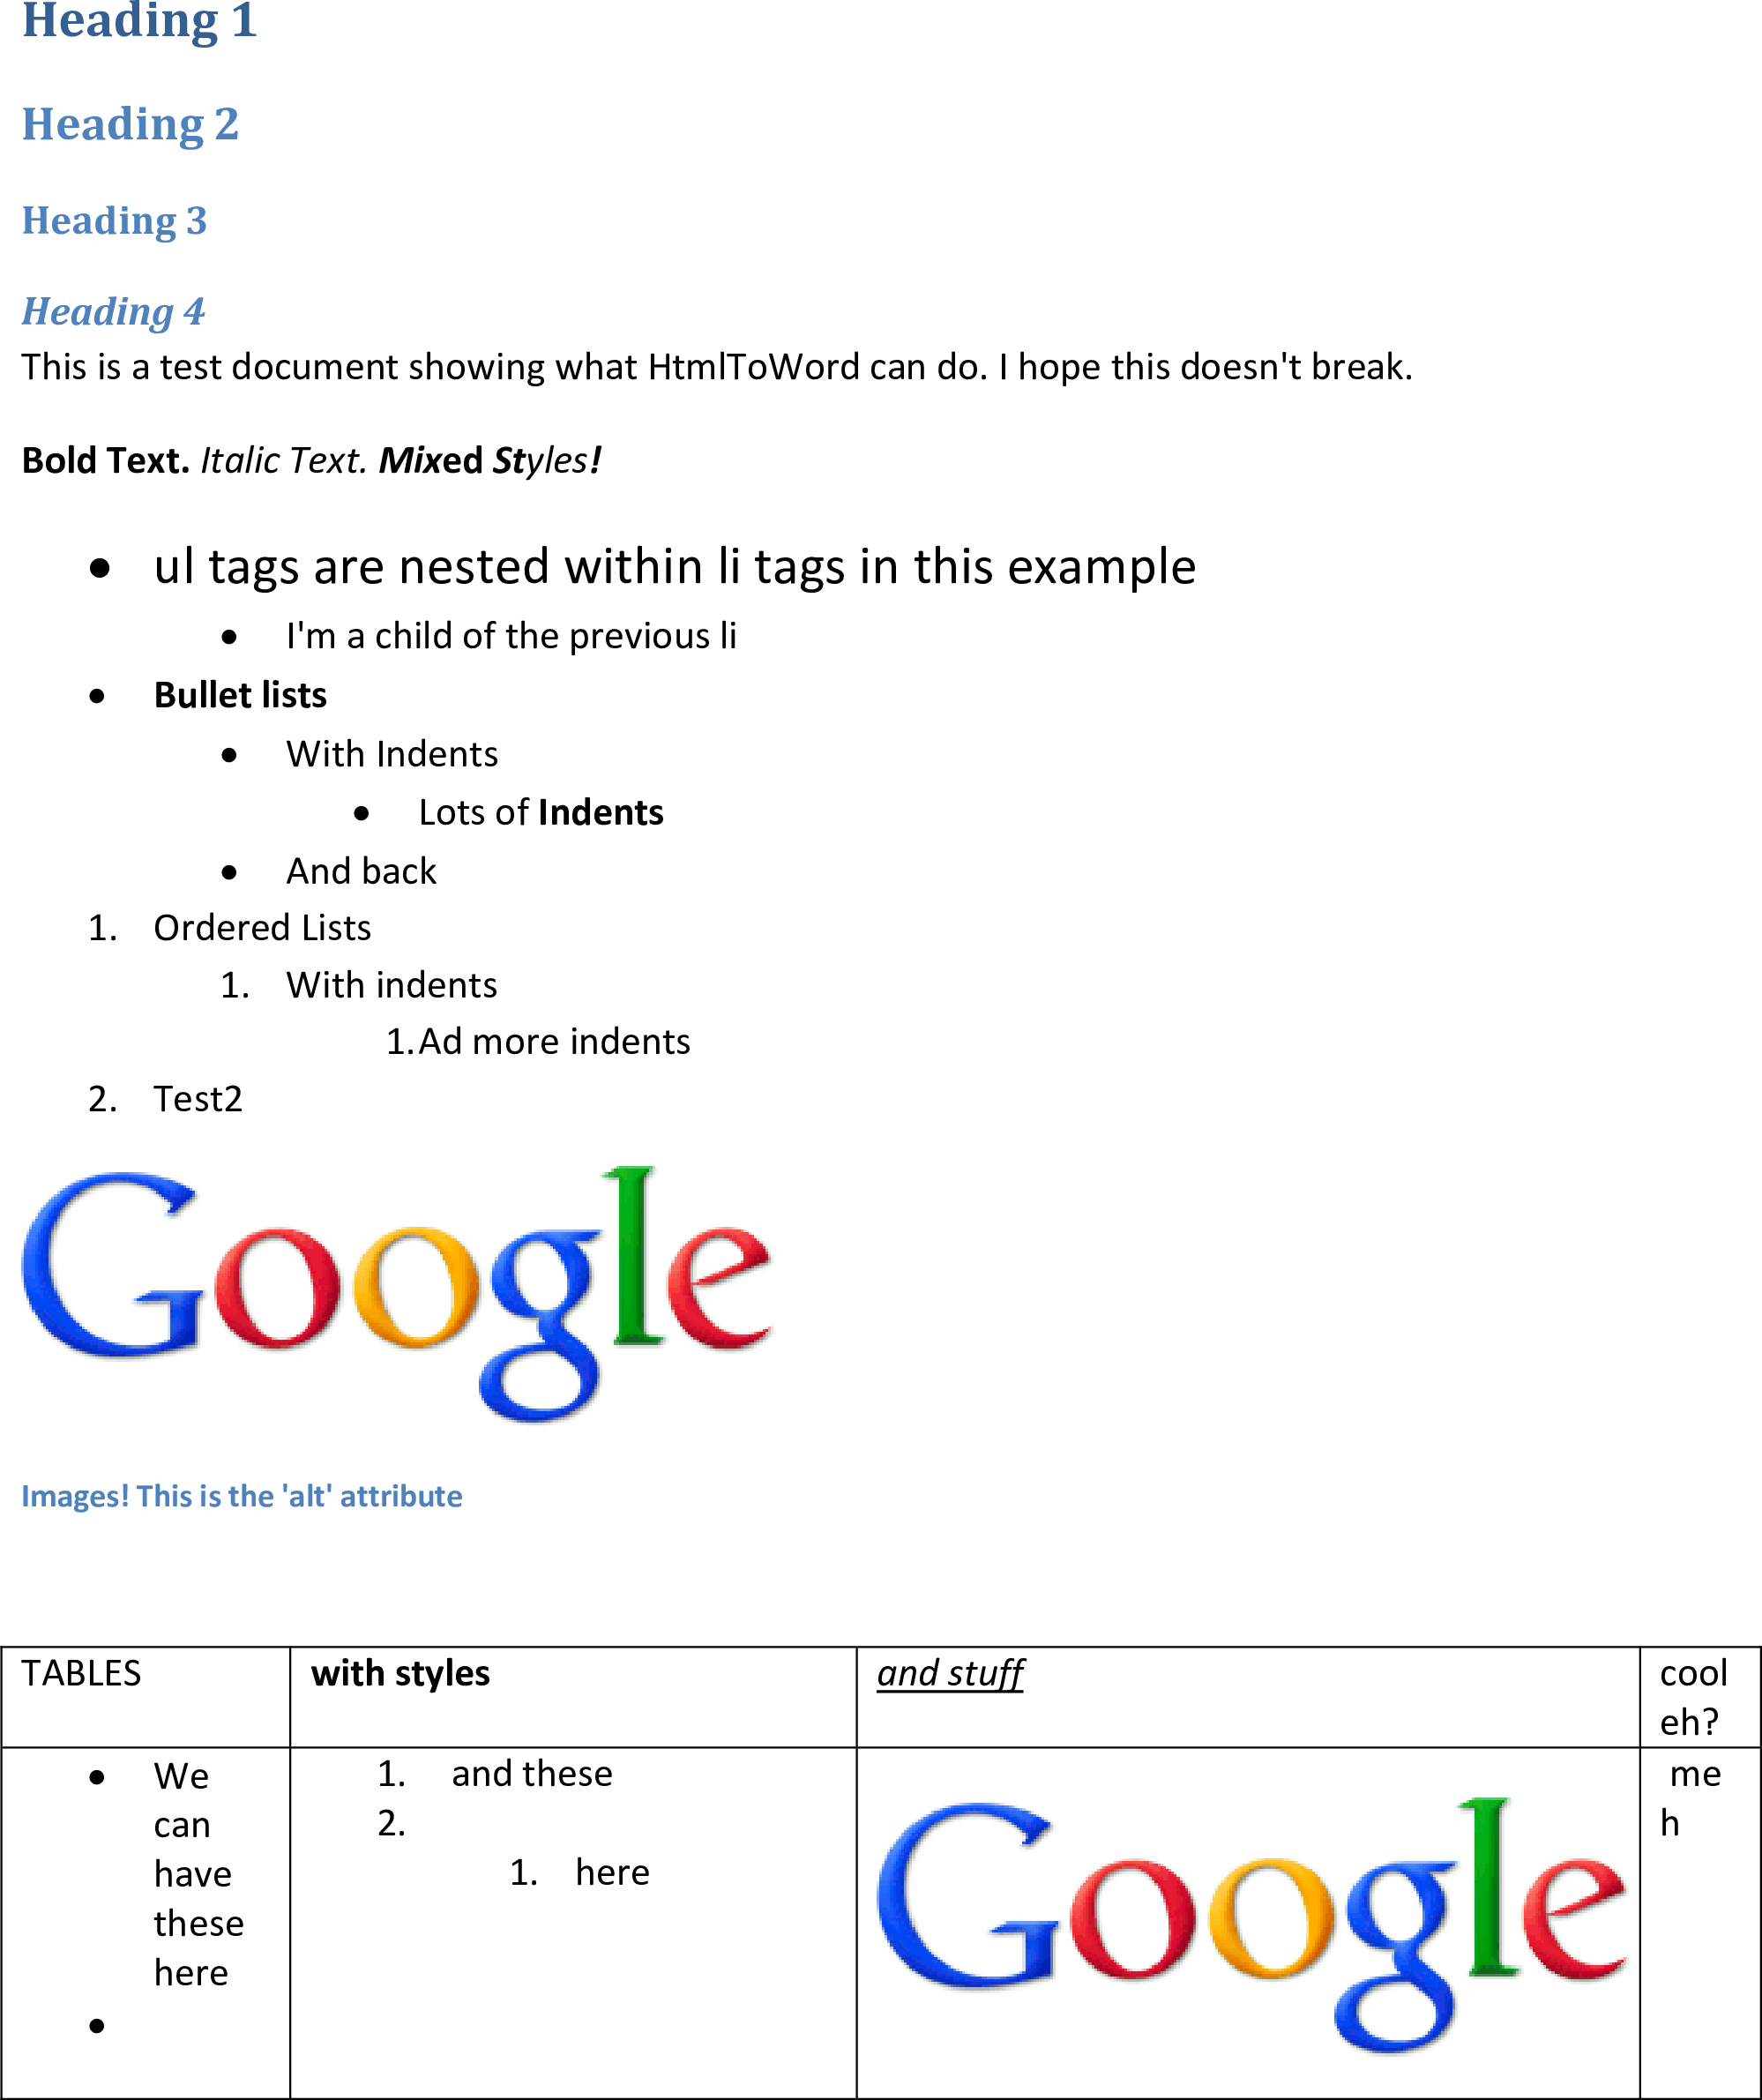 Heading 1
Heading 2
Heading 3
Heading 4
This is a test document showing what HtmlToWord can do. I hope this doesn't break.
Bold Text. Italic Text. Mixed Styles!
• ul tags are nested within li tags in this example
• I'm a child of the previous li
• Bullet lists
• With Indents
• Lots of Indents
• And back
1. Ordered Lists
1. With indents
1. Ad more indents
2. Test2
Google
Images! This is the 'alt' attribute
TABLES
with styles
and stuff
cool
eh?
• We
can
have
these
here
•
1. and these
2.
1. here
Google
me
h